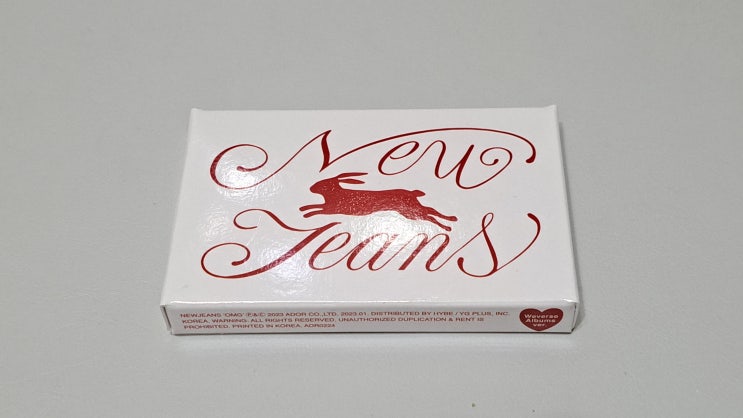 New
Jeans
NEWJEANS 'OMG' Ⓟ&Ⓒ 2023 ADOR CO.,LTD. 2023.01. DISTRIBUTED BY HYBE / YG PLUS, INC.
KOREA. WARNING: ALL RIGHTS RESERVED. UNAUTHORIZED DUPLICATION & RENT IS
PROHIBITED. PRINTED IN KOREA. ADR0224
Weverse
Albums
ver.